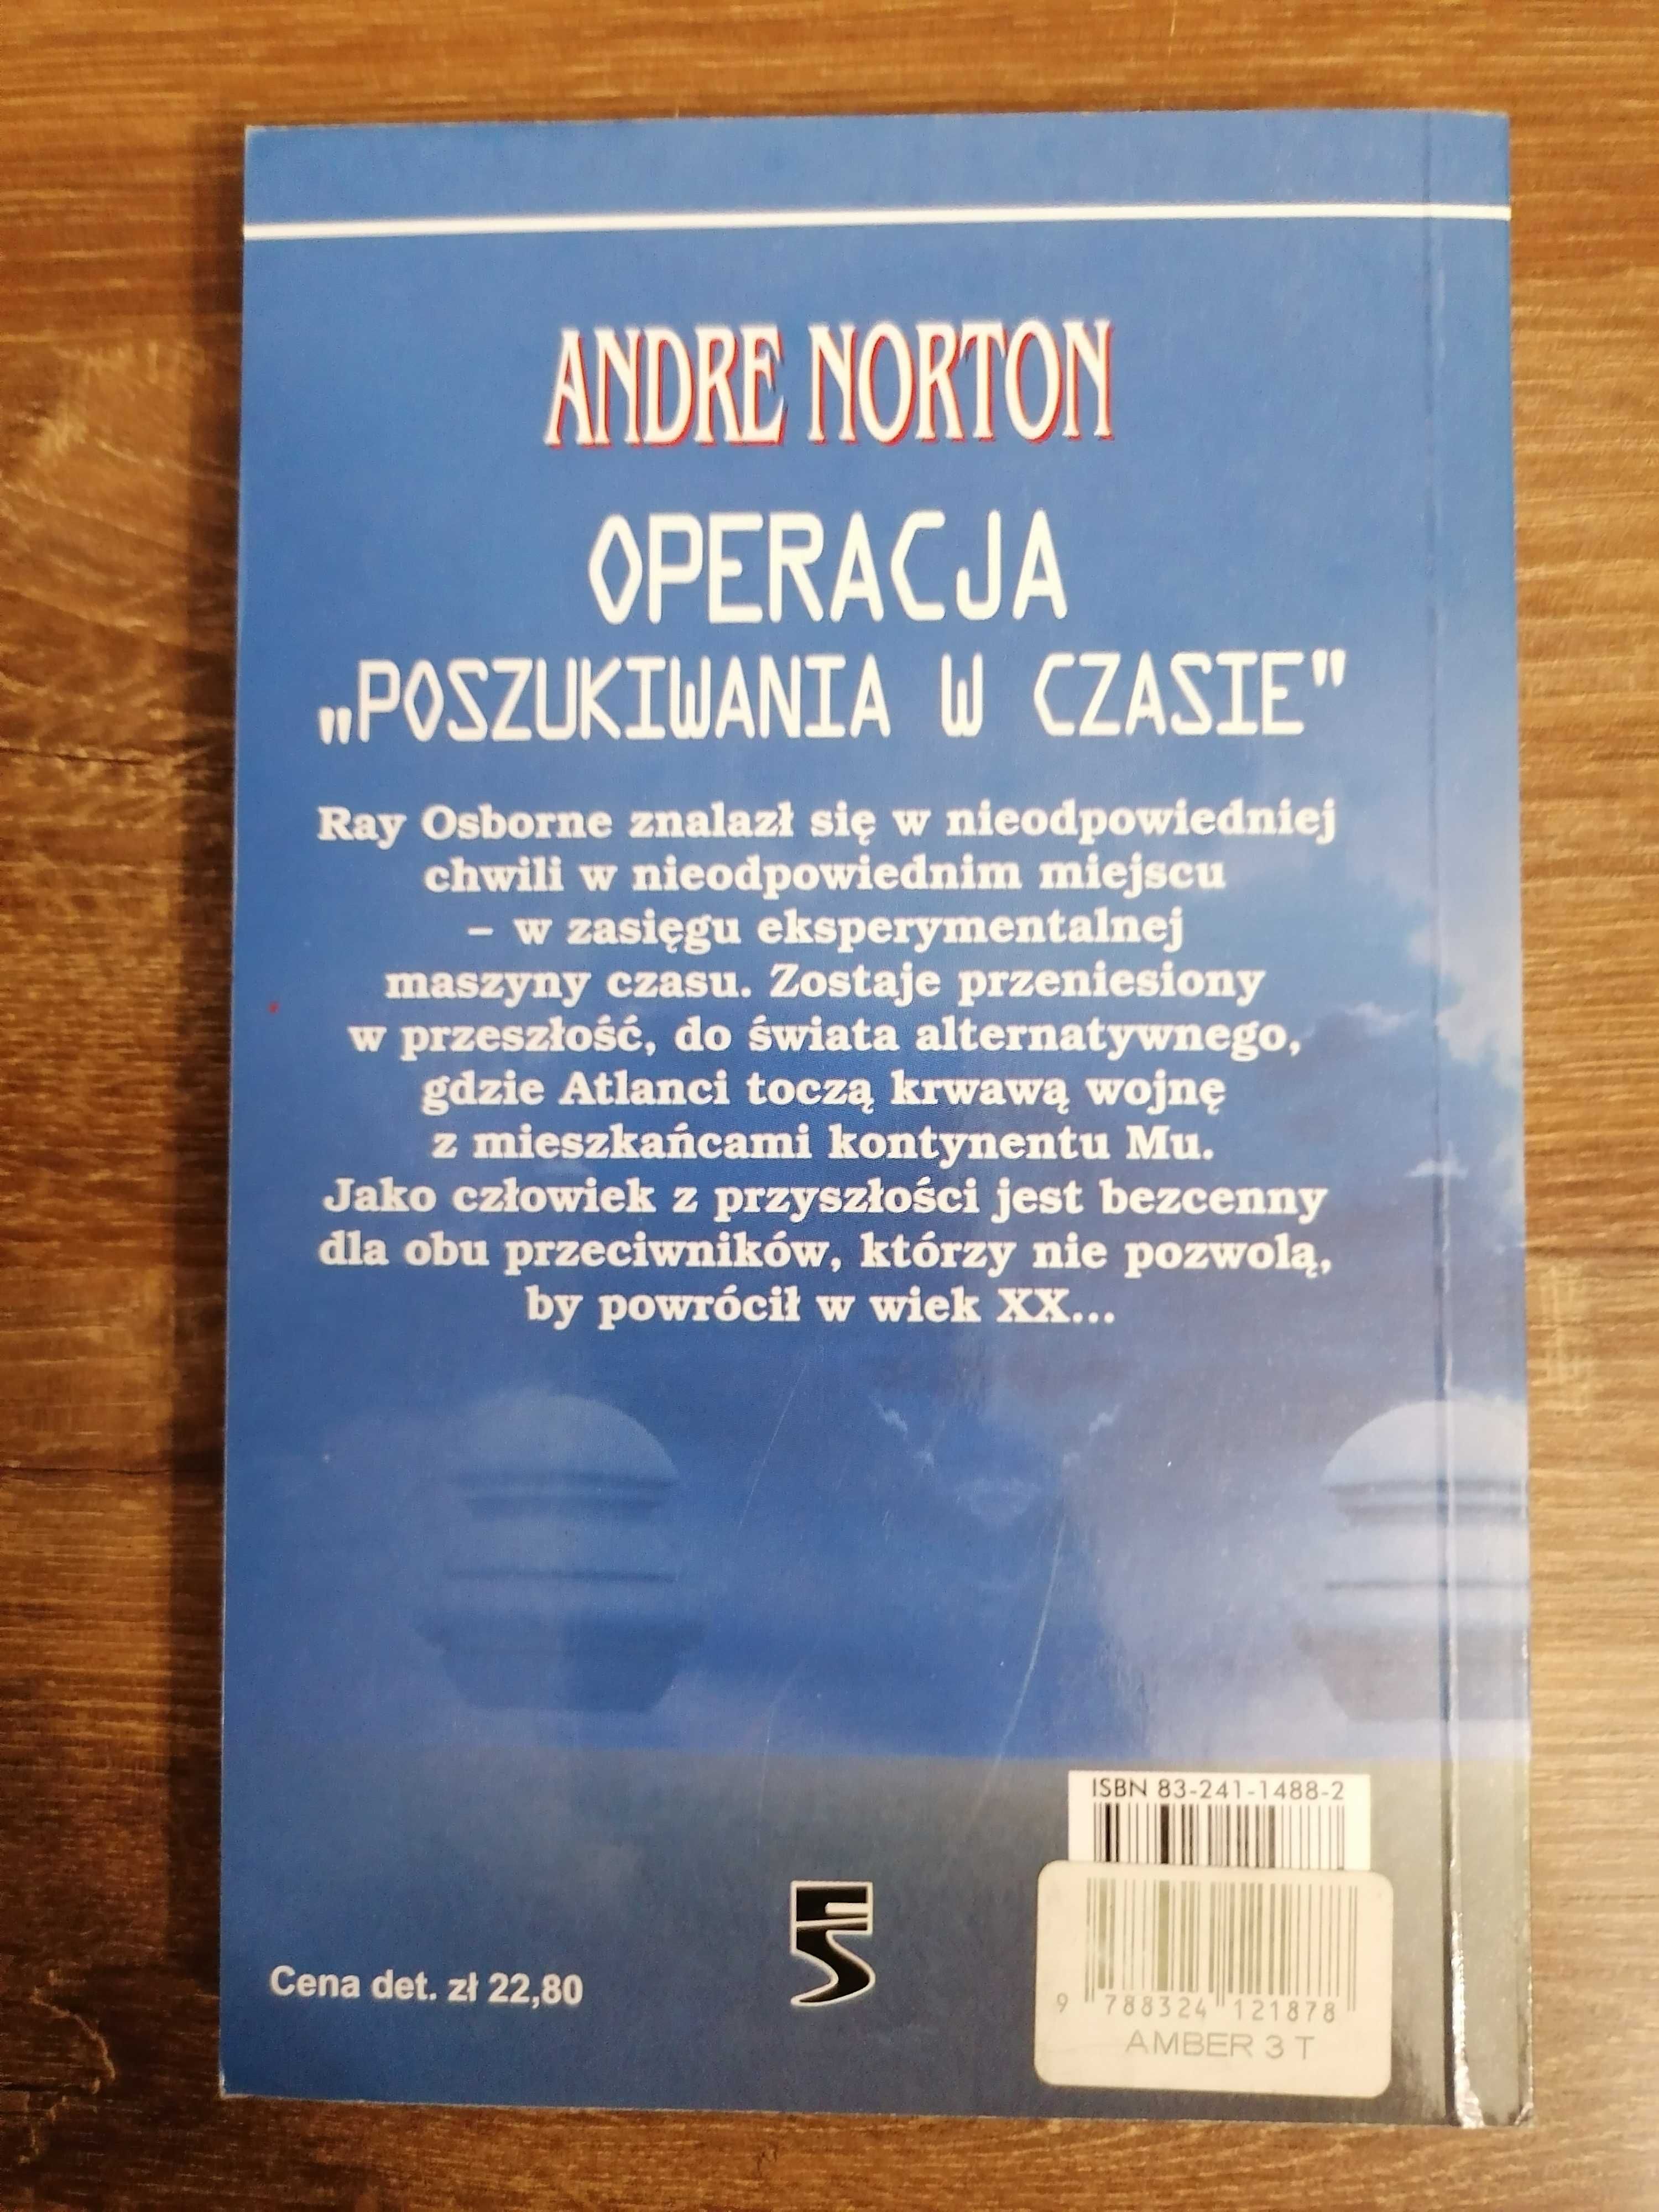 ANDRE NORTON
OPERACJA
„POSZUKIWANIA W CZASIE"
Ray Osborne znalazł się w nieodpowiedniej
chwili w nieodpowiednim miejscu
– w zasięgu eksperymentalnej
maszyny czasu. Zostaje przeniesiony
w przeszłość, do świata alternatywnego,
gdzie Atlanci toczą krwawą wojnę
z mieszkańcami kontynentu Mu.
Jako człowiek z przyszłości jest bezcenny
dla obu przeciwników, którzy nie pozwolą,
by powrócił w wiek XX...
ISBN 83-241-1488-2
Cena det. zł 22,80
9 788324 121878
AMBER 3 T